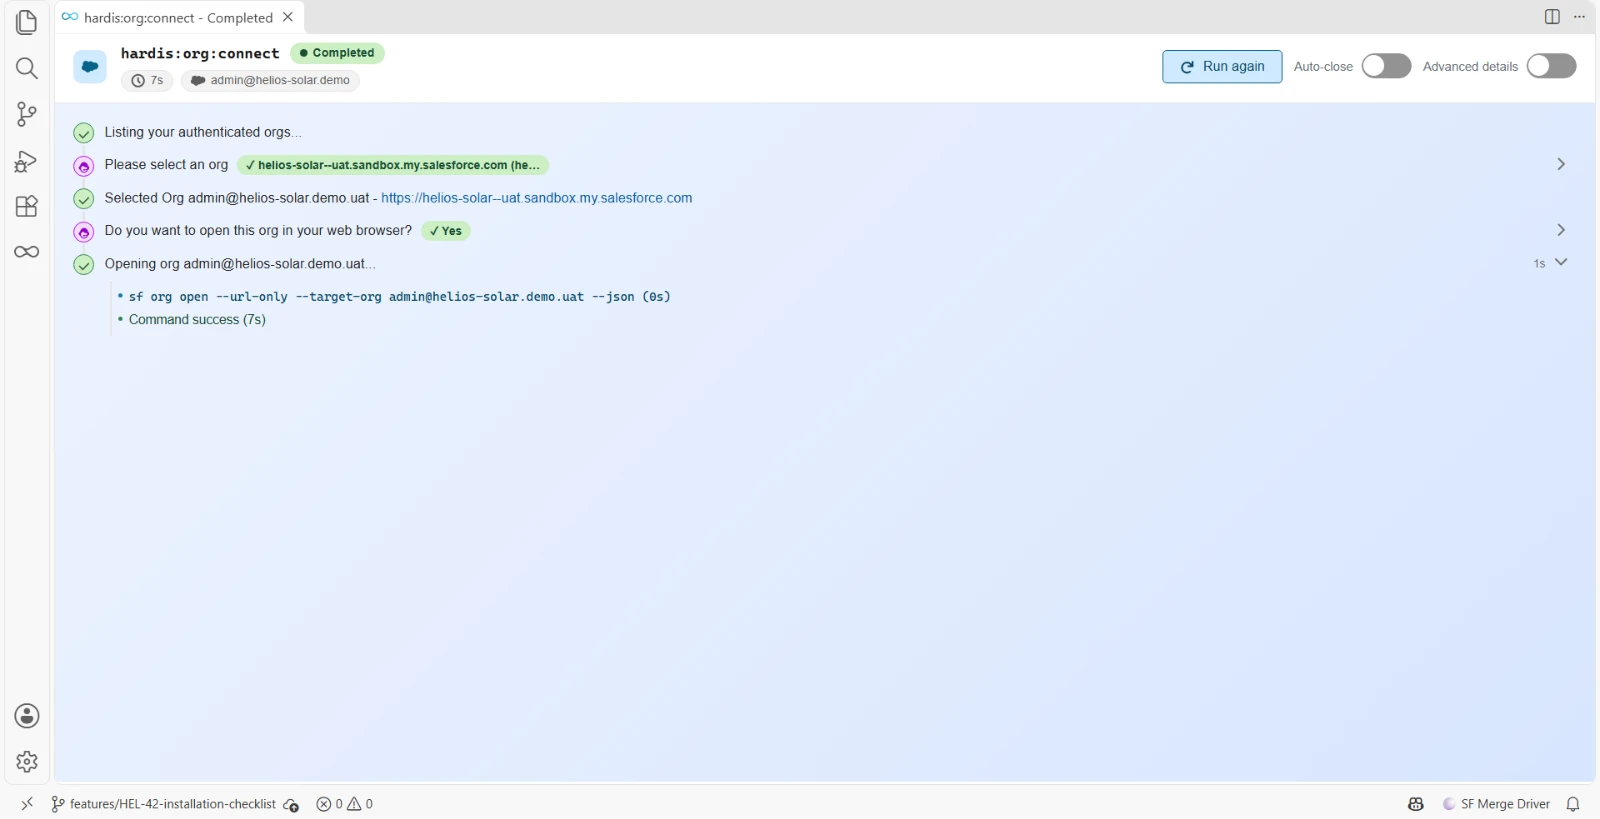 hardis:org:connect - Completed
hardis:org:connect
Completed
7s
admin@helios-solar.demo
Run again
Auto-close
Advanced details
Listing your authenticated orgs...
Please select an org ✓ helios-solar--uat.sandbox.my.salesforce.com (he...
Selected Org admin@helios-solar.demo.uat - https://helios-solar--uat.sandbox.my.salesforce.com
Do you want to open this org in your web browser? ✓ Yes
Opening org admin@helios-solar.demo.uat...
1s
• sf org open --url-only --target-org admin@helios-solar.demo.uat --json (0s)
• Command success (7s)
features/HEL-42-installation-checklist
0
0
SF Merge Driver